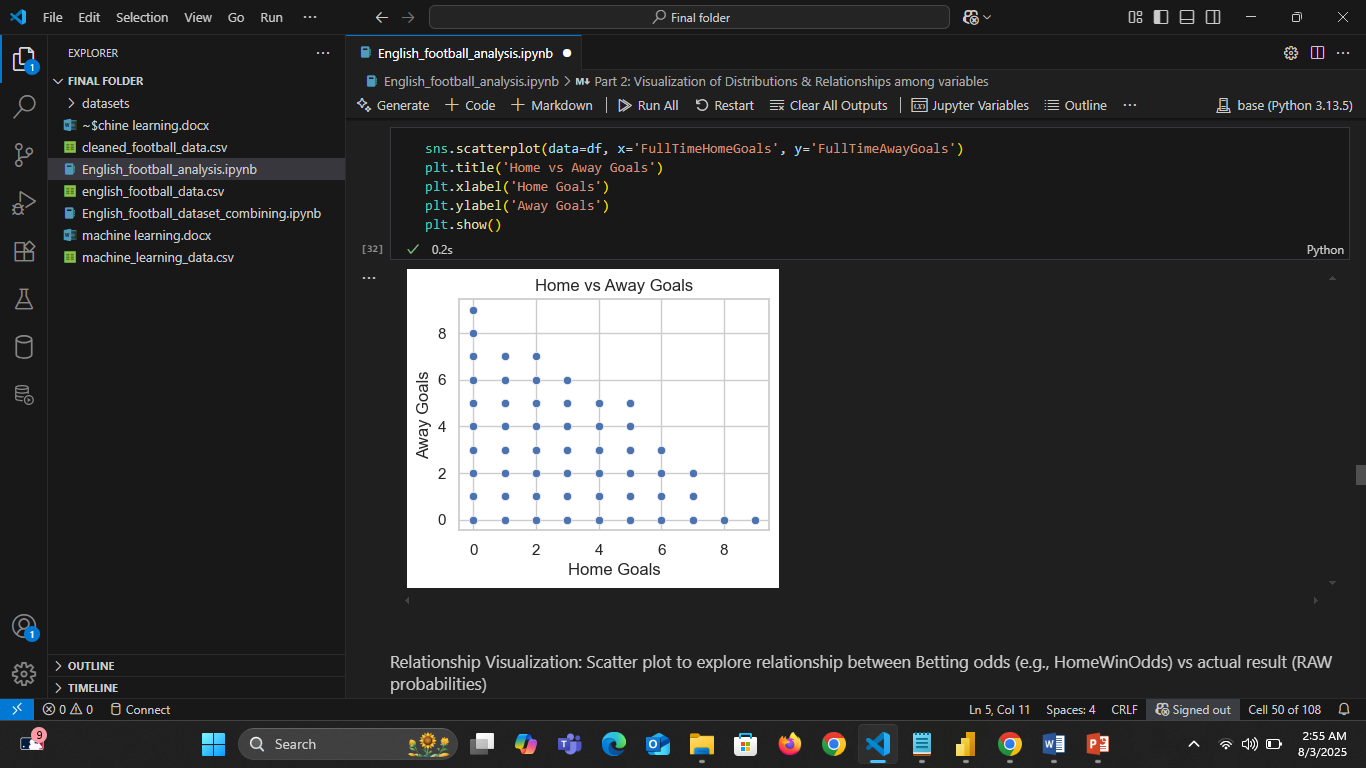 File Edit Selection View Go Run ···
Final folder
EXPLORER ···
FINAL FOLDER
datasets
~$chine learning.docx
cleaned_football_data.csv
English_football_analysis.ipynb
english_football_data.csv
English_football_dataset_combining.ipynb
machine learning.docx
machine_learning_data.csv
OUTLINE
TIMELINE
1
1
English_football_analysis.ipynb
English_football_analysis.ipynb > M↓ Part 2: Visualization of Distributions & Relationships among variables
Generate + Code + Markdown Run All Restart Clear All Outputs Jupyter Variables Outline ··· base (Python 3.13.5)
sns.scatterplot(data=df, x='FullTimeHomeGoals', y='FullTimeAwayGoals')
plt.title('Home vs Away Goals')
plt.xlabel('Home Goals')
plt.ylabel('Away Goals')
plt.show()
[32] 0.2s Python
···
Home vs Away Goals
Away Goals
8
6
4
2
0
0 2 4 6 8
Home Goals
Relationship Visualization: Scatter plot to explore relationship between Betting odds (e.g., HomeWinOdds) vs actual result (RAW
probabilities)
0 0 Connect Ln 5, Col 11 Spaces: 4 CRLF Signed out Cell 50 of 108
9 Search 2:55 AM
8/3/2025